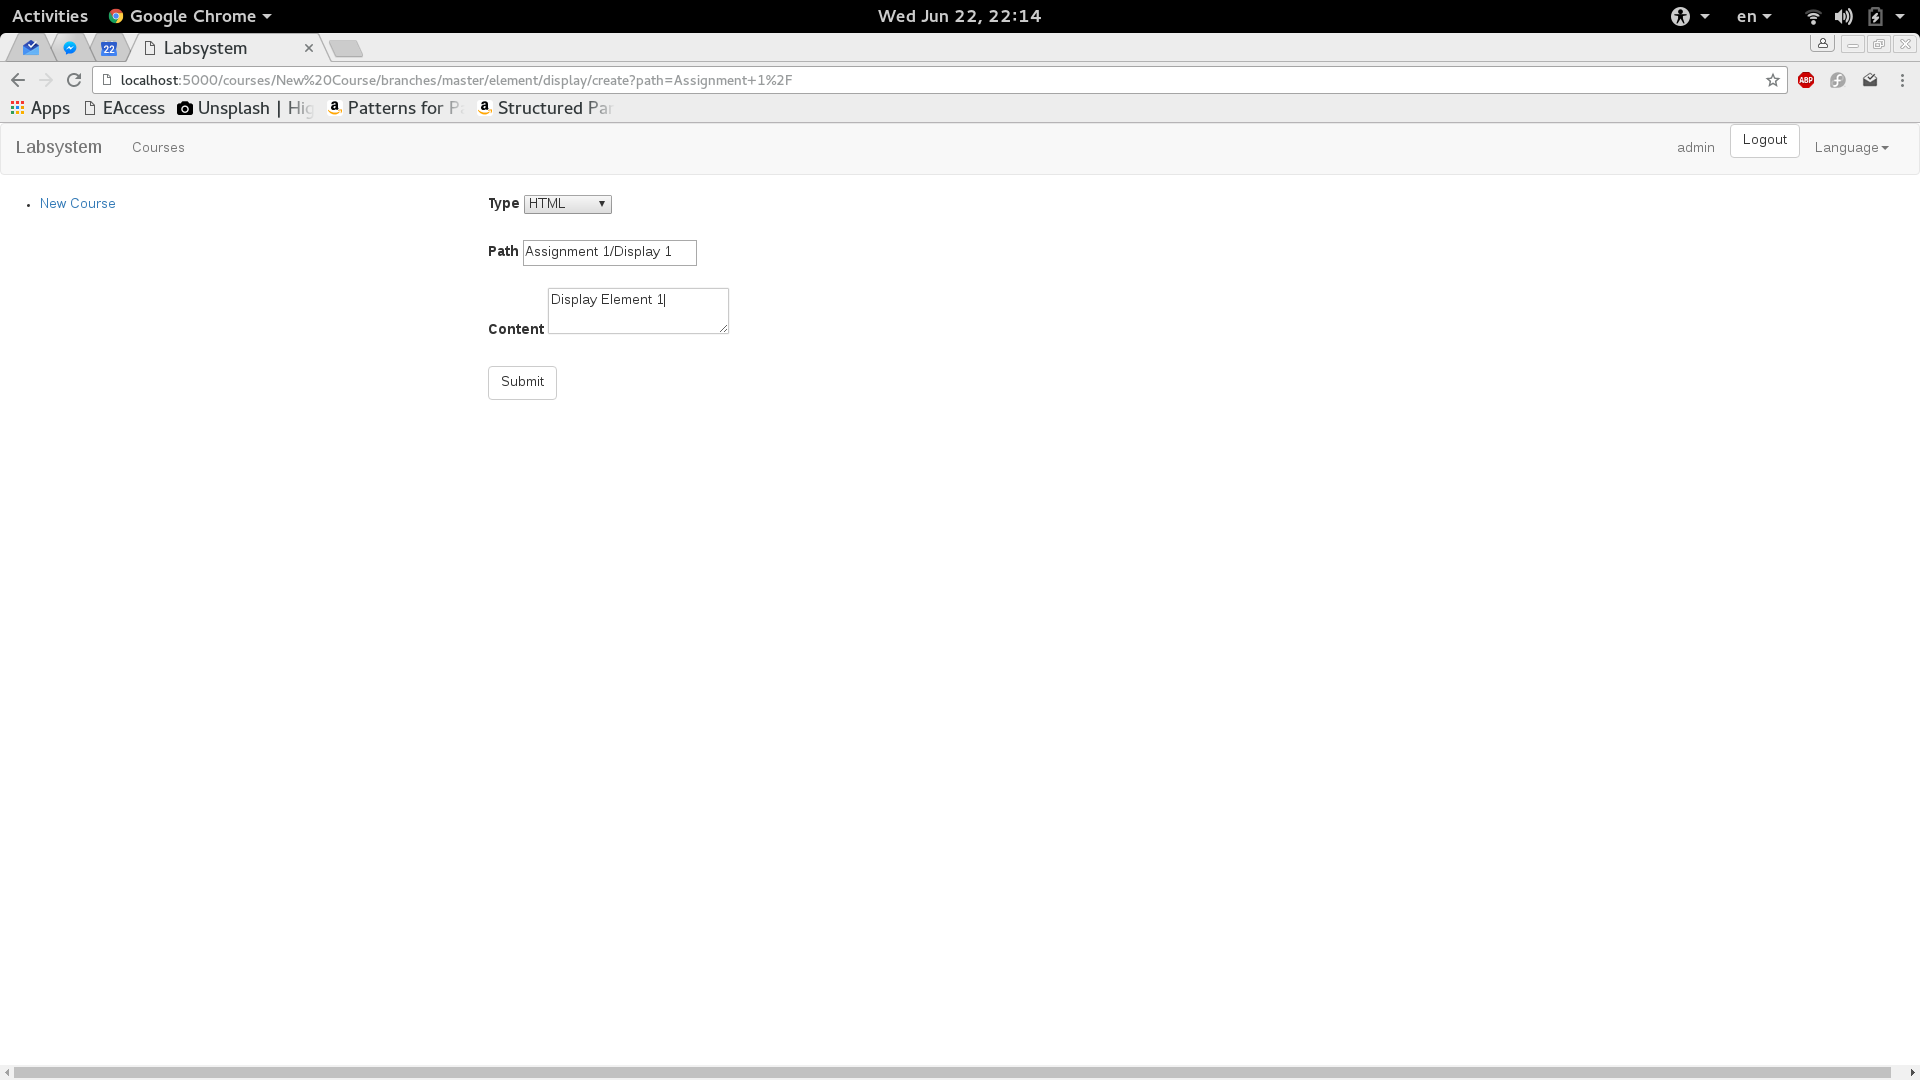 Activities Google Chrome Wed Jun 22, 22:14 en
22 Labsystem
localhost:5000/courses/New%20Course/branches/master/element/display/create?path=Assignment+1%2F ABP
Apps EAccess Unsplash | Hig Patterns for P Structured Par
Labsystem Courses admin Logout Language
New Course
Type HTML
Path Assignment 1/Display 1
Content Display Element 1
Submit